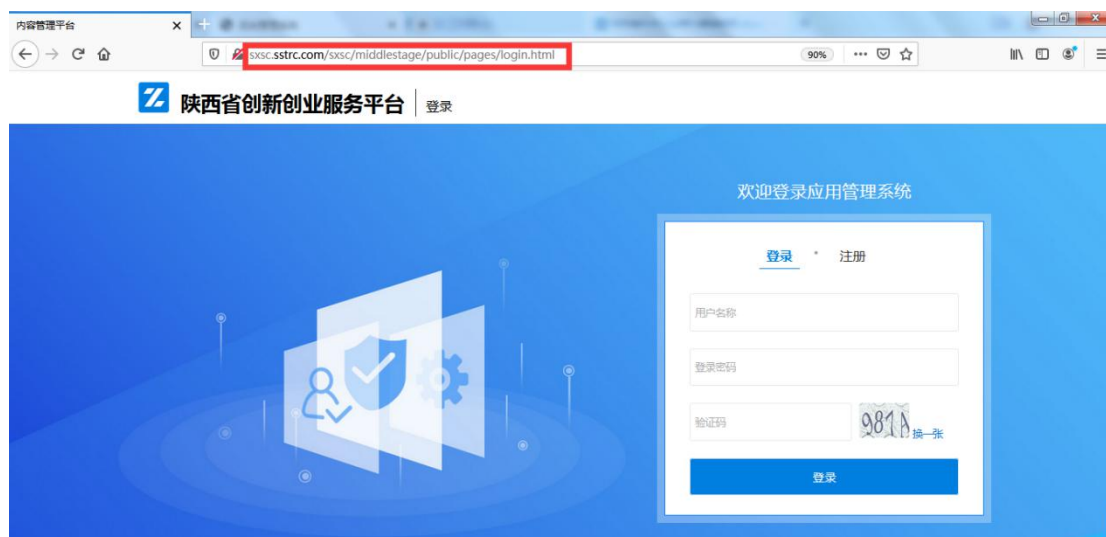 内容管理平台
sxsc.sstrc.com/sxsc/middlestage/public/pages/login.html
90%
陕西省创新创业服务平台 登录
欢迎登录应用管理系统
登录 * 注册
用户名称
登录密码
验证码
换一张
登录